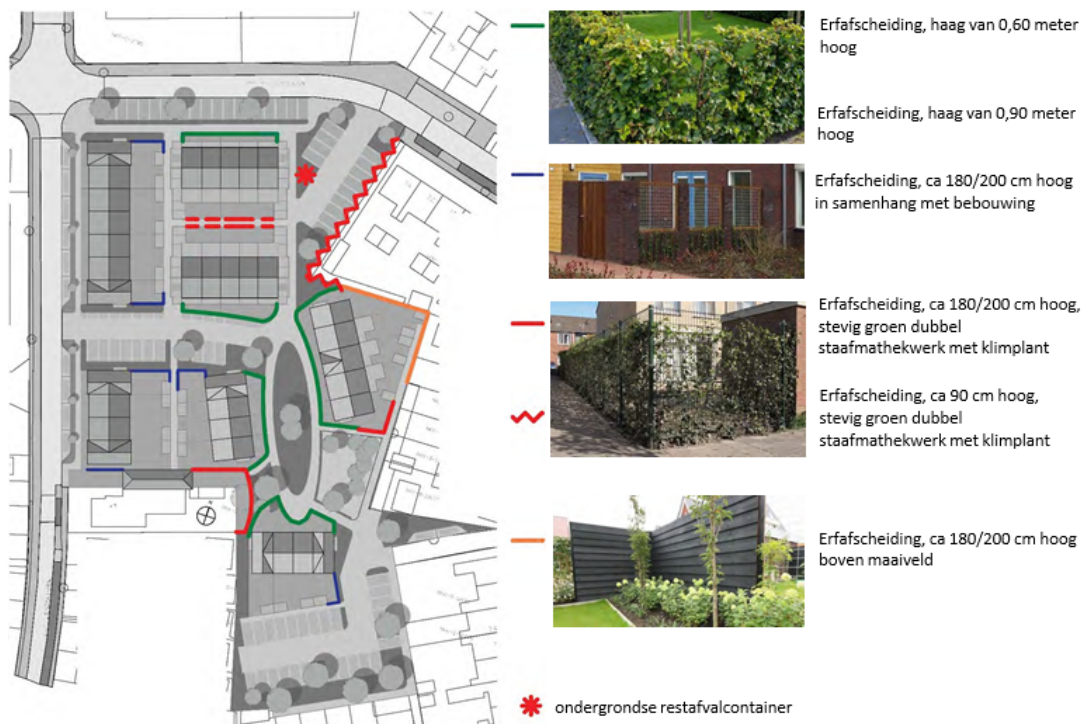 Erfafscheiding, haag van 0,60 meter
hoog
Erfafscheiding, haag van 0,90 meter
hoog
Erfafscheiding, ca 180/200 cm hoog
in samenhang met bebouwing
Erfafscheiding, ca 180/200 cm hoog,
stevig groen dubbel
staafmathekwerk met klimplant
Erfafscheiding, ca 90 cm hoog,
stevig groen dubbel
staafmathekwerk met klimplant
Erfafscheiding, ca 180/200 cm hoog
boven maaiveld
ondergrondse restafvalcontainer